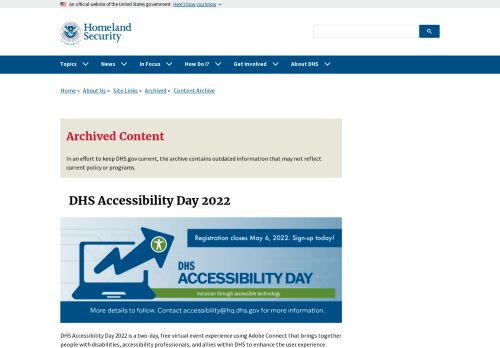 An official website of the United States government Here's how you know
Homeland
Security
Topics News In Focus How Do I? Get Involved About DHS
Home » About Us » Site Links » Archived » Content Archive
Archived Content
In an effort to keep DHS.gov current, the archive contains outdated information that may not reflect
current policy or programs.
DHS Accessibility Day 2022
Registration closes May 6, 2022. Sign-up today!
DHS
ACCESSIBILITY DAY
Inclusion through accessible technology
More details to follow. Contact accessibility@hq.dhs.gov for more information.
DHS Accessibility Day 2022 is a two-day, free virtual event experience using Adobe Connect that brings together
people with disabilities, accessibility professionals, and allies within DHS to enhance the user experience